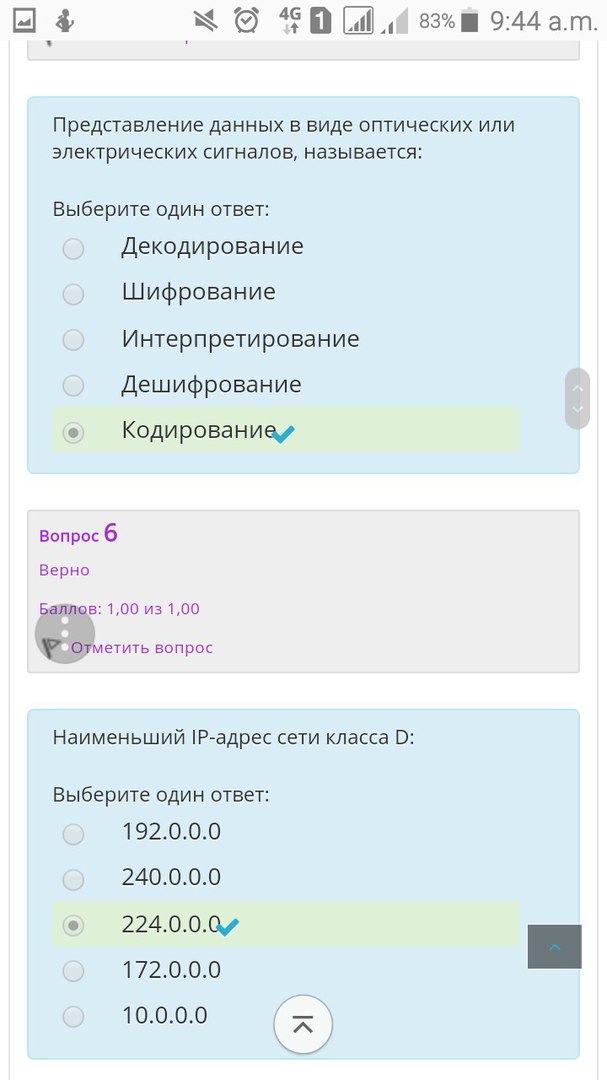 4G 1 83% 9:44 a.m.
Представление данных в виде оптических или
электрических сигналов, называется:
Выберите один ответ:
Декодирование
Шифрование
Интерпретирование
Дешифрование
Кодирование
Вопрос 6
Верно
Баллов: 1,00 из 1,00
Отметить вопрос
Наименьший IP-адрес сети класса D:
Выберите один ответ:
192.0.0.0
240.0.0.0
224.0.0.0
172.0.0.0
10.0.0.0